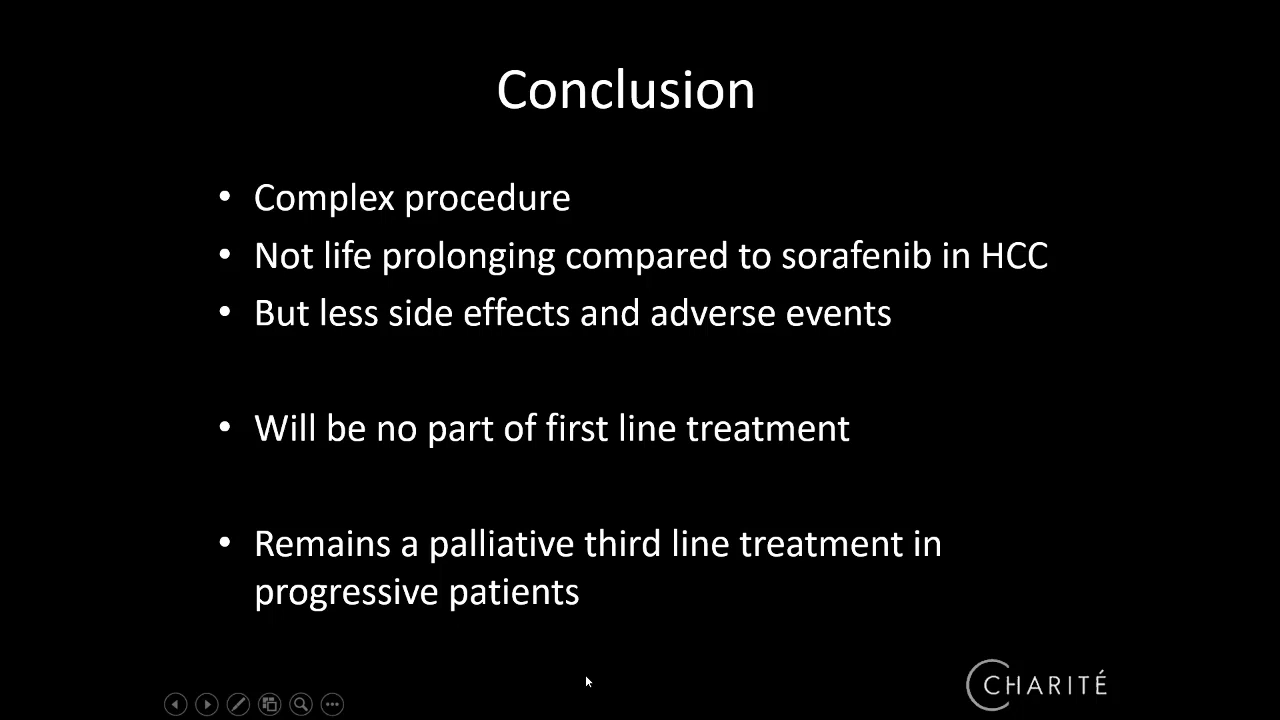 Conclusion
• Complex procedure
• Not life prolonging compared to sorafenib in HCC
• But less side effects and adverse events
• Will be no part of first line treatment
• Remains a palliative third line treatment in
progressive patients
CHARITÉ